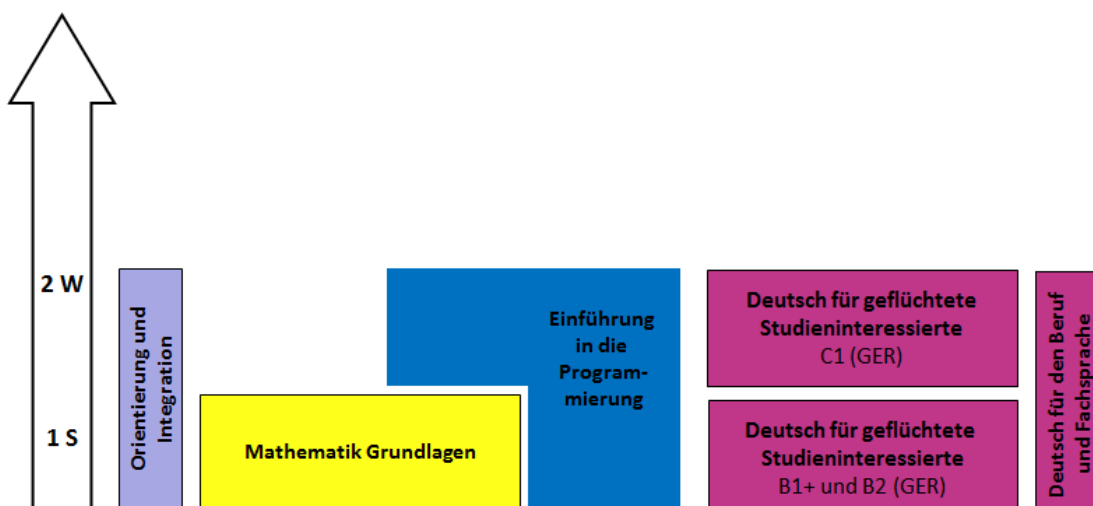 2 W
1 S
Orientierung und
Integration
Mathematik Grundlagen
Einführung
in die
Program-
mierung
Deutsch für geflüchtete
Studieninteressierte
C1 (GER)
Deutsch für geflüchtete
Studieninteressierte
B1+ und B2 (GER)
Deutsch für den Beruf
und Fachsprache